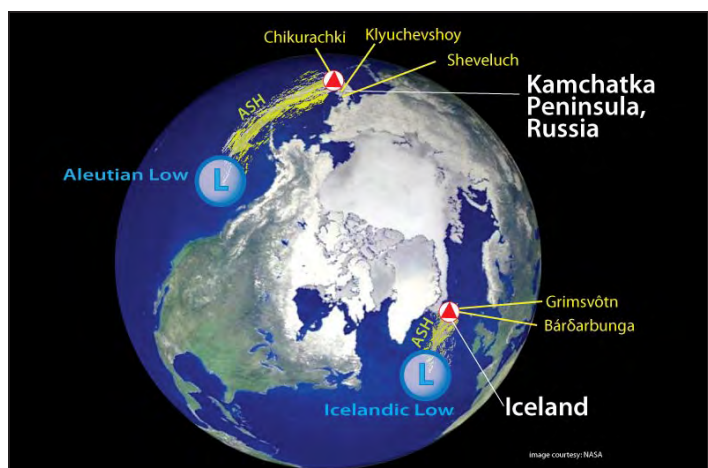 Chikurachki
Klyuchevshoy
Sheveluch
Kamchatka
Peninsula,
Russia
ASH
Aleutian Low
L
Grimsvôtn
Bárðarbunga
ASH
L
Icelandic Low
Iceland
image courtesy: NASA